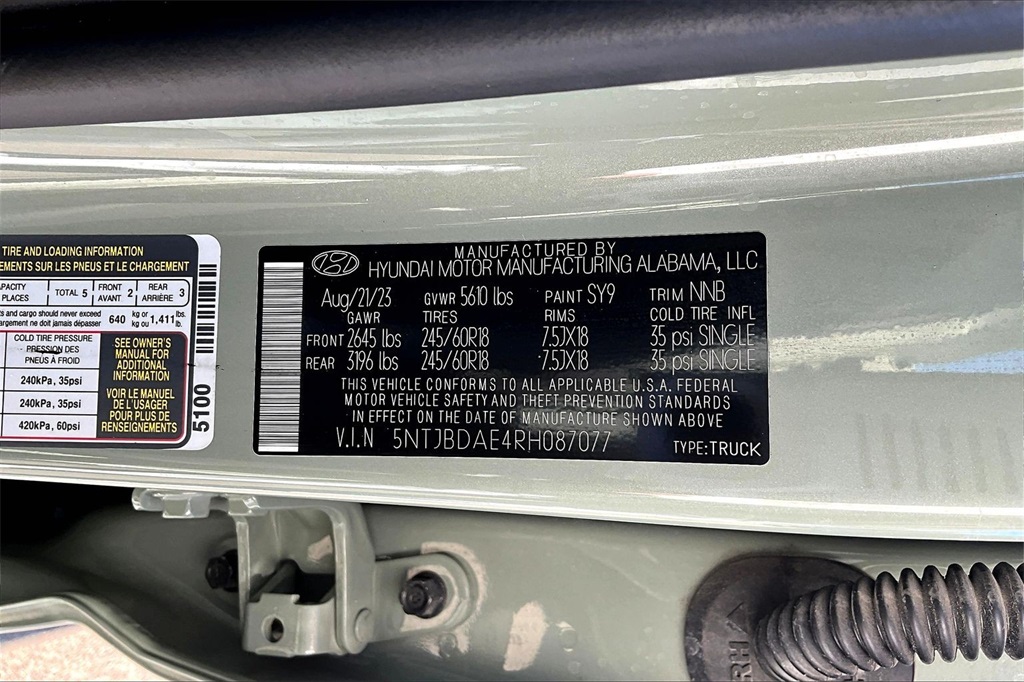 TIRE AND LOADING INFORMATION
EMENTS SUR LES PNEUS ET LE CHARGEMENT
APACITY PLACES TOTAL 5 FRONT AVANT 2 REAR ARRIÈRE 3
ts and cargo should never exceed
argement ne doit jamais dépasser 640 kg or kg ou 1,411 lbs. lb.
COLD TIRE PRESSURE
PRESSION DES
PNEUS À FROID
240kPa, 35psi
240kPa, 35psi
420kPa, 60psi
SEE OWNER'S
MANUAL FOR
ADDITIONAL
INFORMATION
VOIR LE MANUEL
DE L'USAGER
POUR PLUS DE
RENSEIGNEMENTS
5100
MANUFACTURED BY
HYUNDAI MOTOR MANUFACTURING ALABAMA, LLC
Aug/21/23 GVWR 5610 lbs PAINT SY9 TRIM NNB
GAWR TIRES RIMS COLD TIRE INFL
FRONT 2645 lbs 245/60R18 7.5JX18 35 psi SINGLE
REAR 3196 lbs 245/60R18 7.5JX18 35 psi SINGLE
THIS VEHICLE CONFORMS TO ALL APPLICABLE U.S.A. FEDERAL
MOTOR VEHICLE SAFETY AND THEFT PREVENTION STANDARDS
IN EFFECT ON THE DATE OF MANUFACTURE SHOWN ABOVE
V.I.N 5NTJBDAE4RH087077 TYPE:TRUCK
RH